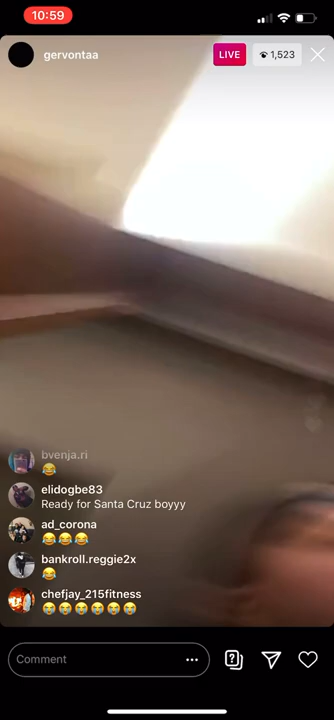 10:59
gervontaa
LIVE
1,523
bvenja.ri
😂
elidogbe83
Ready for Santa Cruz boyyy
ad_corona
😂😂😂
bankroll.reggie2x
😂
chefjay_215fitness
😭😭😭😭😭😭
Comment